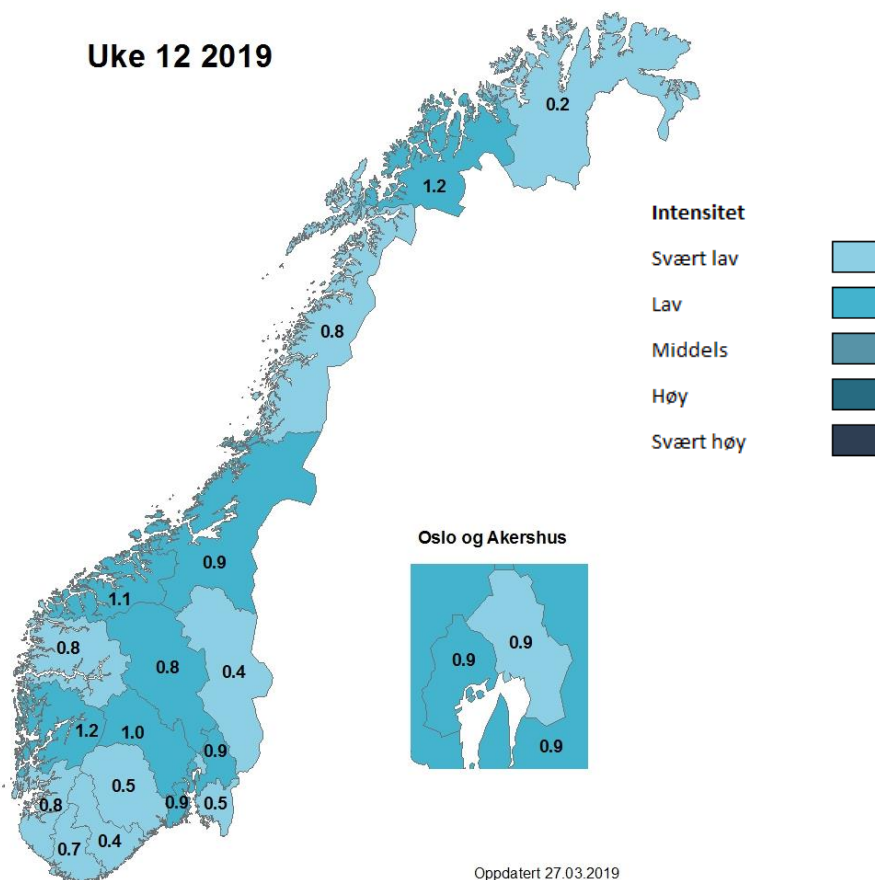 Uke 12 2019
0.2
1.2
Intensitet
Svært lav
Lav
0.8
Middels
Høy
Svært høy
Oslo og Akershus
0.9
1.1
0.8
0.9
0.8
0.4
0.9
1.2
1.0
0.9
0.9
0.5
0.8
0.9
0.5
0.7
0.4
Oppdatert 27.03.2019